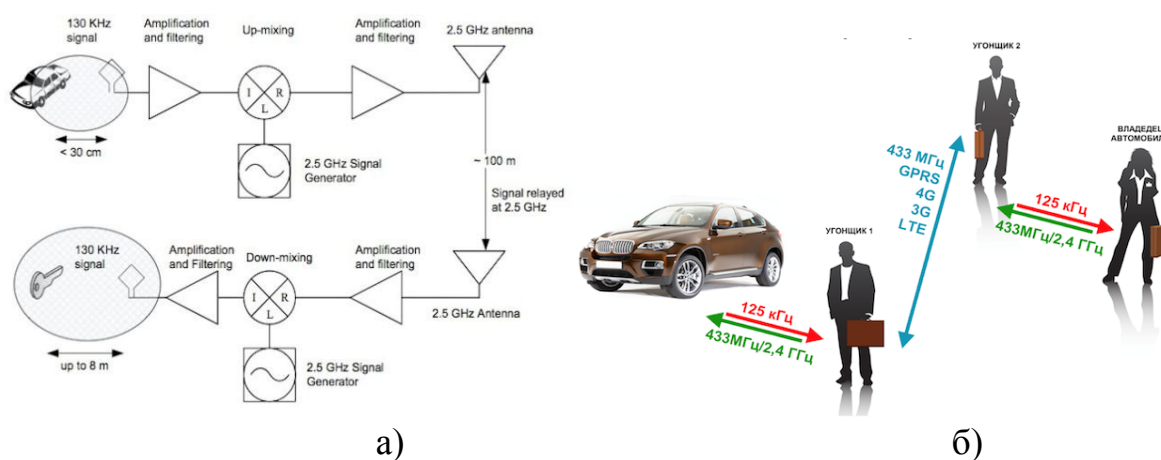 130 KHz
signal
Amplification
and filtering
Up-mixing
Amplification
and filtering
2.5 GHz antenna
I
R
L
< 30 cm
2.5 GHz Signal
Generator
~ 100 m
Signal relayed
at 2.5 GHz
130 KHz
signal
Amplification
and Filtering
Down-mixing
Amplification
and filtering
I
R
L
2.5 GHz Antenna
up to 8 m
2.5 GHz Signal
Generator
а)
УГОНЩИК 2
ВЛАДЕЛЕЦ
433 МГц
GPRS
4G
3G
LTE
125 кГц
433МГц/2,4 ГГц
УГОНЩИК 1
125 кГц
433МГц/2,4 ГГц
б)